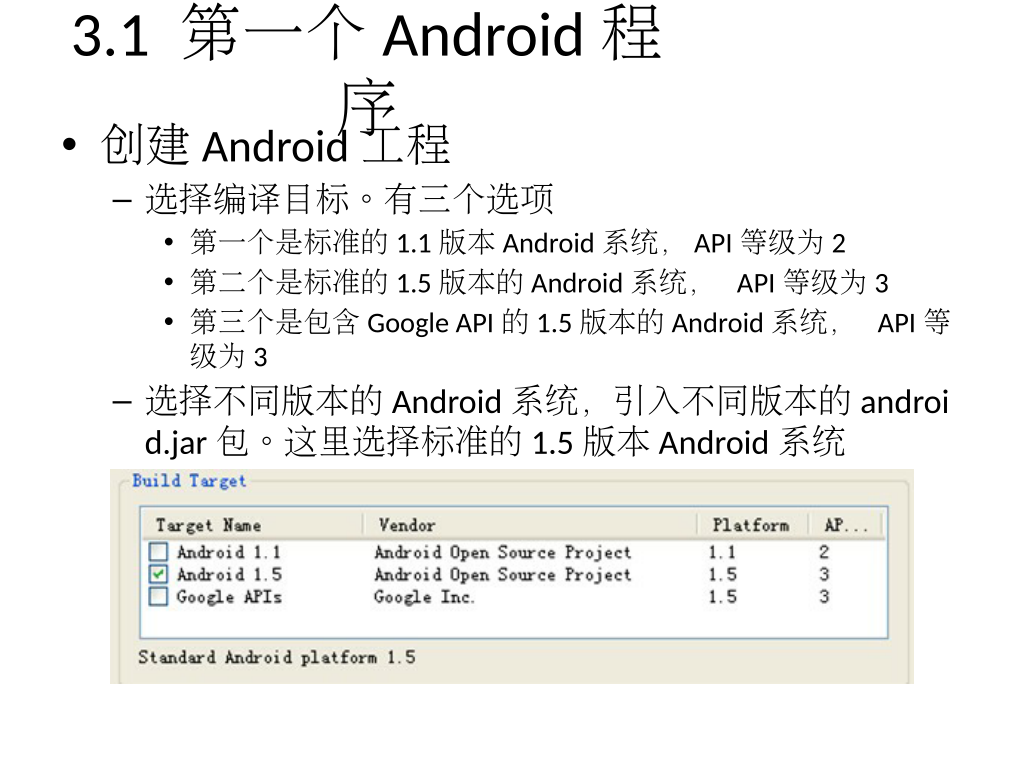 3.1 第一个 Android 程
序
• 创建 Android 工程
– 选择编译目标。有三个选项
• 第一个是标准的 1.1 版本 Android 系统， API 等级为 2
• 第二个是标准的 1.5 版本的 Android 系统， API 等级为 3
• 第三个是包含 Google API 的 1.5 版本的 Android 系统， API 等
级为 3
– 选择不同版本的 Android 系统，引入不同版本的 androi
d.jar 包。这里选择标准的 1.5 版本 Android 系统
Build Target
Target Name Vendor Platform AP...
Android 1.1 Android Open Source Project 1.1 2
Android 1.5 Android Open Source Project 1.5 3
Google APIs Google Inc. 1.5 3
Standard Android platform 1.5